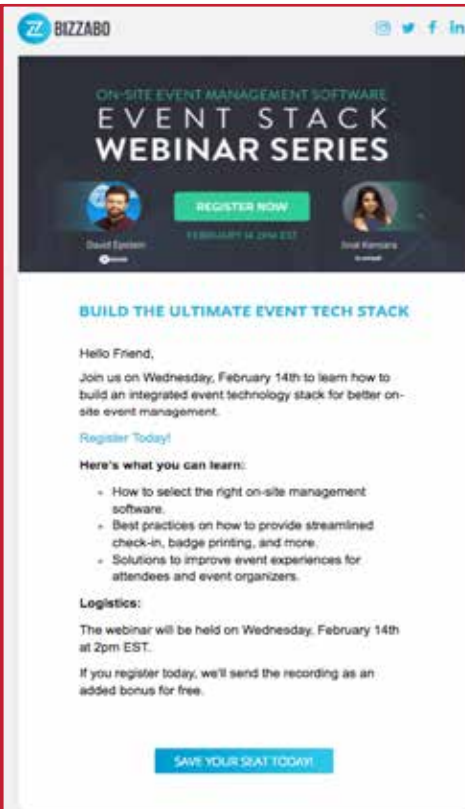 BIZZABO
ON-SITE EVENT MANAGEMENT SOFTWARE
EVENT STACK
WEBINAR SERIES
REGISTER NOW
FEBRUARY 14 2PM EST
David Epstein
BUILD THE ULTIMATE EVENT TECH STACK
Hello Friend,
Join us on Wednesday, February 14th to learn how to
build an integrated event technology stack for better on-
site event management.
Register Today!
Here's what you can learn:
How to select the right on-site management
software.
Best practices on how to provide streamlined
check-in, badge printing, and more.
Solutions to improve event experiences for
attendees and event organizers.
Logistics:
The webinar will be held on Wednesday, February 14th
at 2pm EST.
If you register today, we'll send the recording as an
added bonus for free.
SAVE YOUR SEAT TODAY!